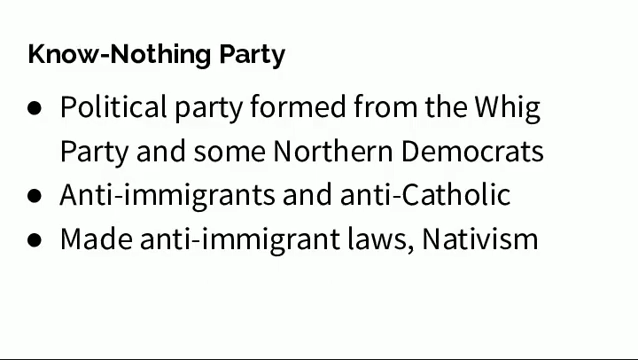 Know-Nothing Party
● Political party formed from the Whig
Party and some Northern Democrats
● Anti-immigrants and anti-Catholic
● Made anti-immigrant laws, Nativism